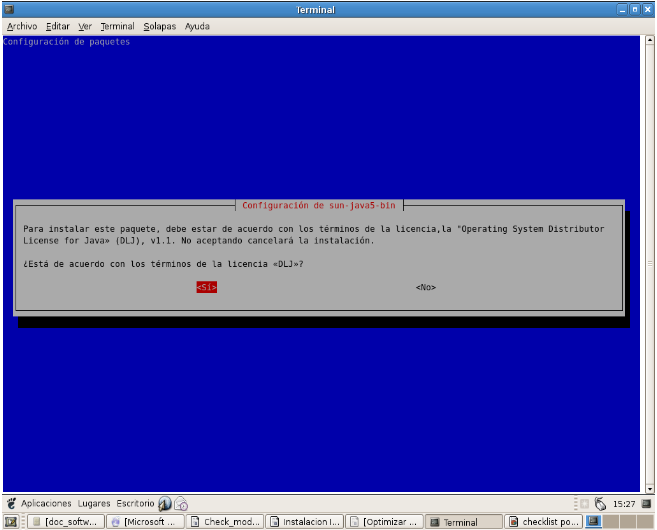 Terminal
Archivo Editar Ver Terminal Solapas Ayuda
Configuración de paquetes
Configuración de sun-java5-bin
Para instalar este paquete, debe estar de acuerdo con los términos de la licencia,la "Operating System Distributor
License for Java» (DLJ), v1.1. No aceptando cancelará la instalación.
¿Está de acuerdo con los términos de la licencia «DLJ»?
<Sí> <No>
Aplicaciones Lugares Escritorio 15:27
[doc_softw... [Microsoft ... Check_mod... Instalacion I... [Optimizar ... Terminal checklist po...